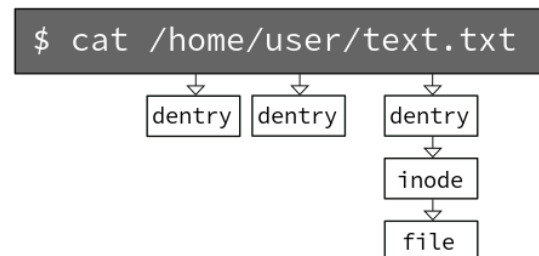 $ cat /home/user/text.txt
dentry dentry dentry
inode
file